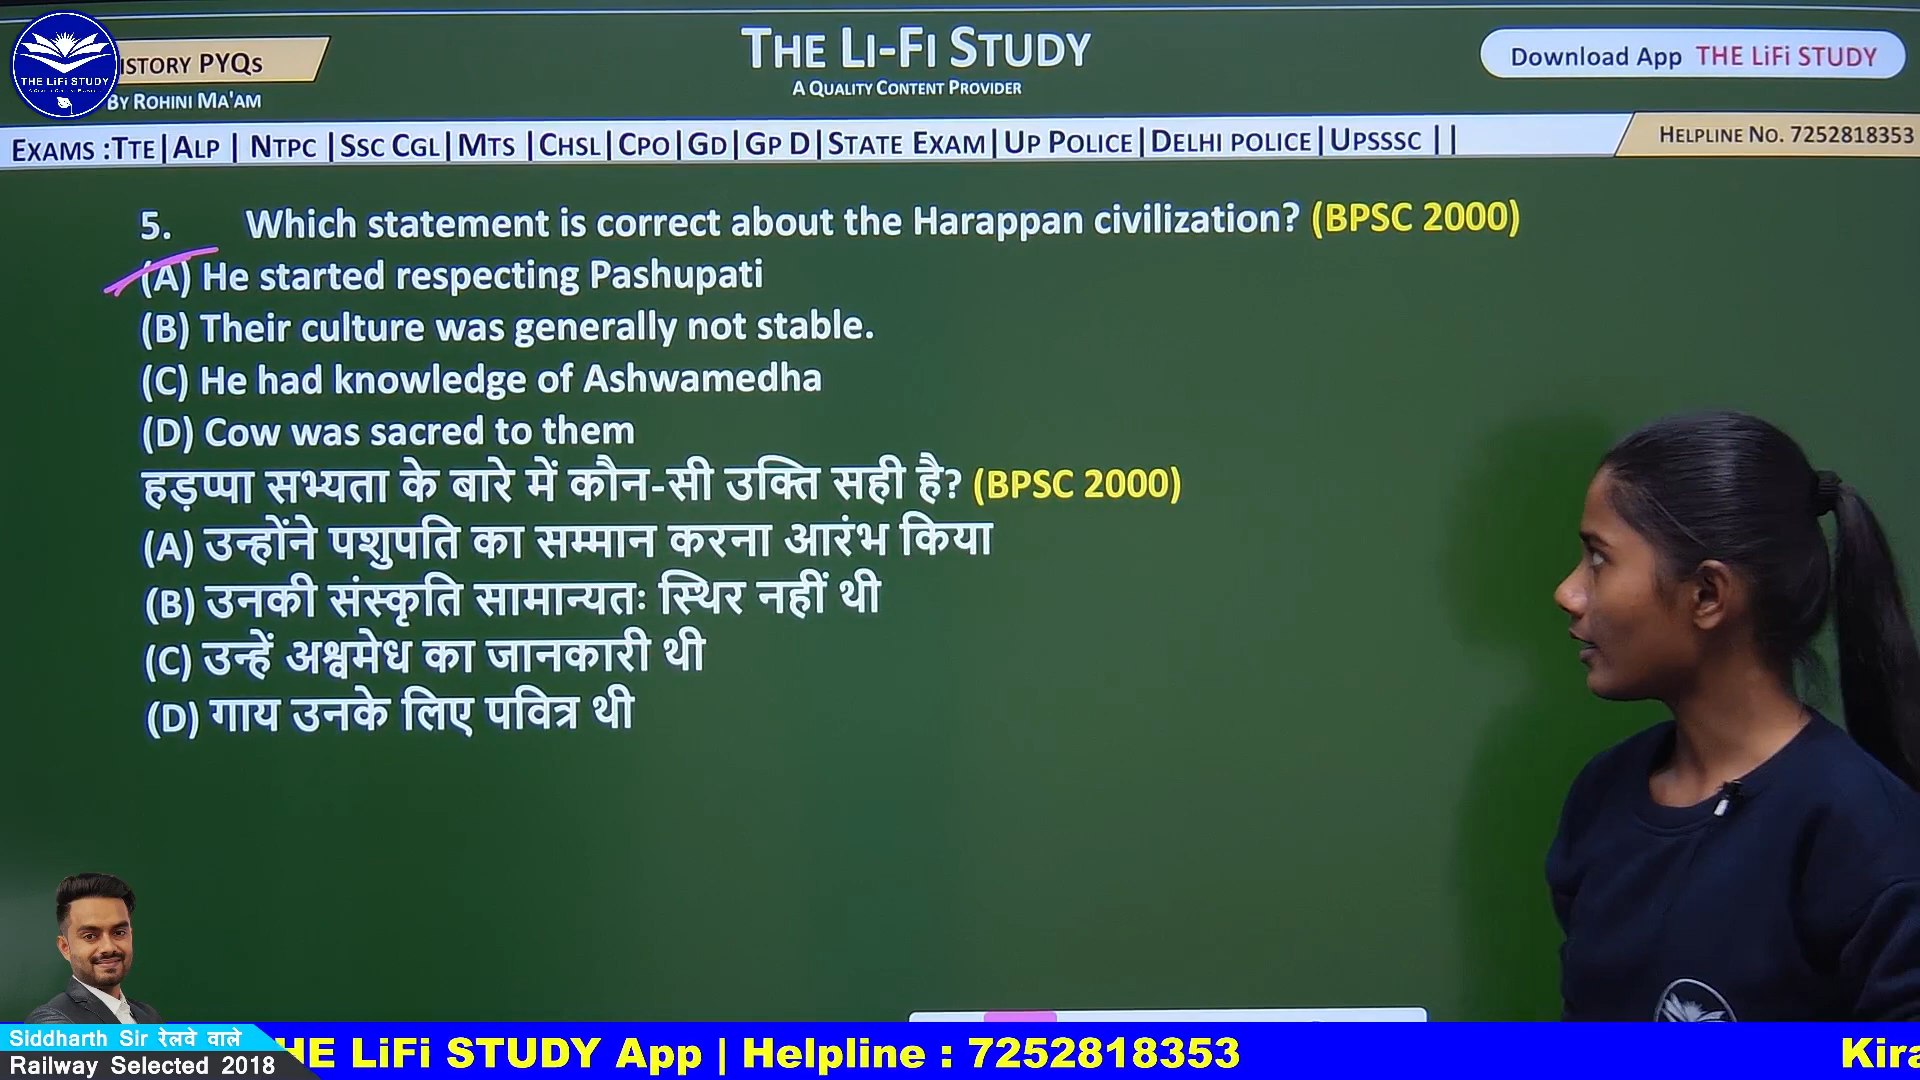 THE LI-FI STUDY
A QUALITY CONTENT PROVIDER
Download App THE LiFi STUDY
THE LiFi STUDY
ISTORY PYQs
BY ROHINI MA'AM
EXAMS :TTE|ALP | NTPC |SSC CGL|MTS |CHSL|CPO|GD|GP D|STATE EXAM|UP POLICE|DELHI POLICE|UPSSSC ||
HELPLINE NO. 7252818353
5. Which statement is correct about the Harappan civilization? (BPSC 2000)
(A) He started respecting Pashupati
(B) Their culture was generally not stable.
(C) He had knowledge of Ashwamedha
(D) Cow was sacred to them
हड़प्पा सभ्यता के बारे में कौन-सी उक्ति सही है? (BPSC 2000)
(A) उन्होंने पशुपति का सम्मान करना आरंभ किया
(B) उनकी संस्कृति सामान्यतः स्थिर नहीं थी
(C) उन्हें अश्वमेध का जानकारी थी
(D) गाय उनके लिए पवित्र थी
Siddharth Sir रेलवे वाले
Railway Selected 2018
HE LiFi STUDY App | Helpline : 7252818353
Kira